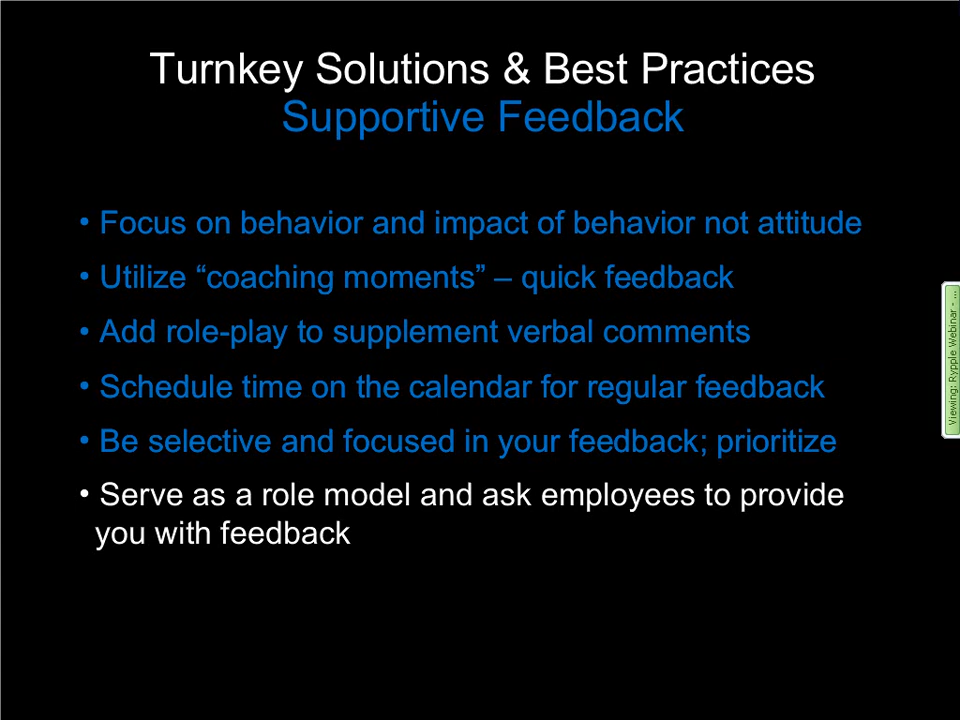 Turnkey Solutions & Best Practices
Supportive Feedback
• Focus on behavior and impact of behavior not attitude
• Utilize “coaching moments” – quick feedback
• Add role-play to supplement verbal comments
• Schedule time on the calendar for regular feedback
• Be selective and focused in your feedback; prioritize
• Serve as a role model and ask employees to provide
you with feedback
Viewing: Rypple Webinar - ...